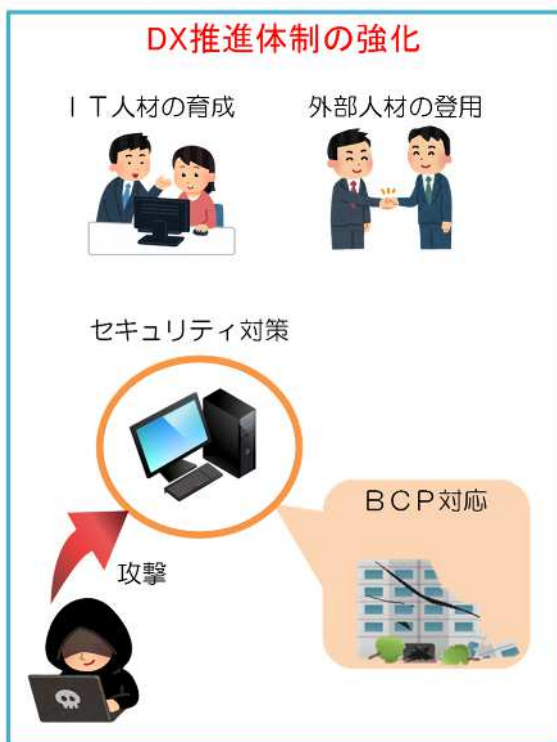 DX推進体制の強化
ＩＴ人材の育成
外部人材の登用
セキュリティ対策
ＢＣＰ対応
攻撃